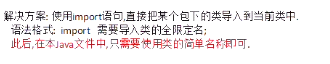 解决方案: 使用import语句,直接把某个包下的类导入到当前类中.
语法格式: import 需要导入类的全限定名;
此后,在本Java文件中,只需要使用类的简单名称即可.